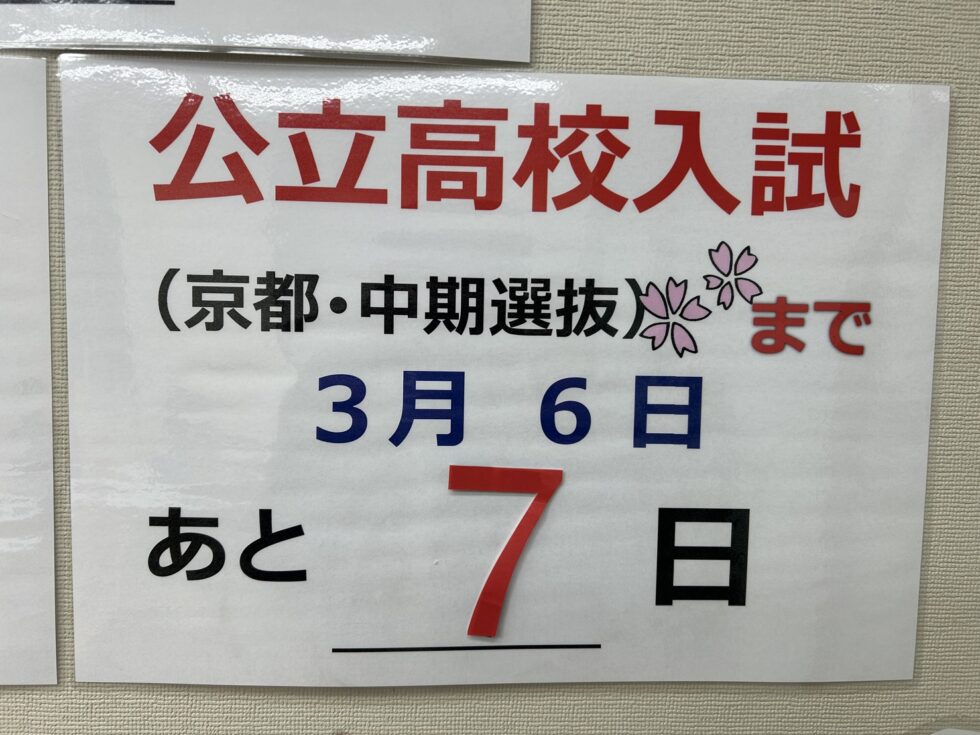 公立高校入試
（京都・中期選抜）まで
３月　６日
あと　7　日